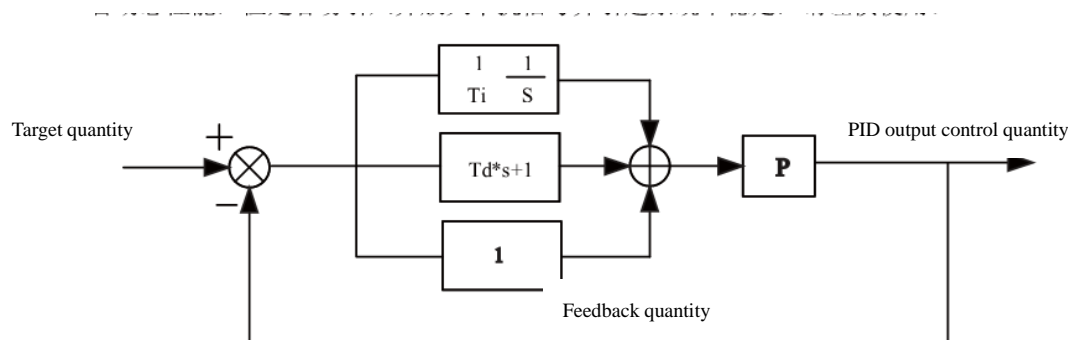 1 1
Ti S
Target quantity
+
PID output control quantity
Td*s+1
P
−
1
Feedback quantity